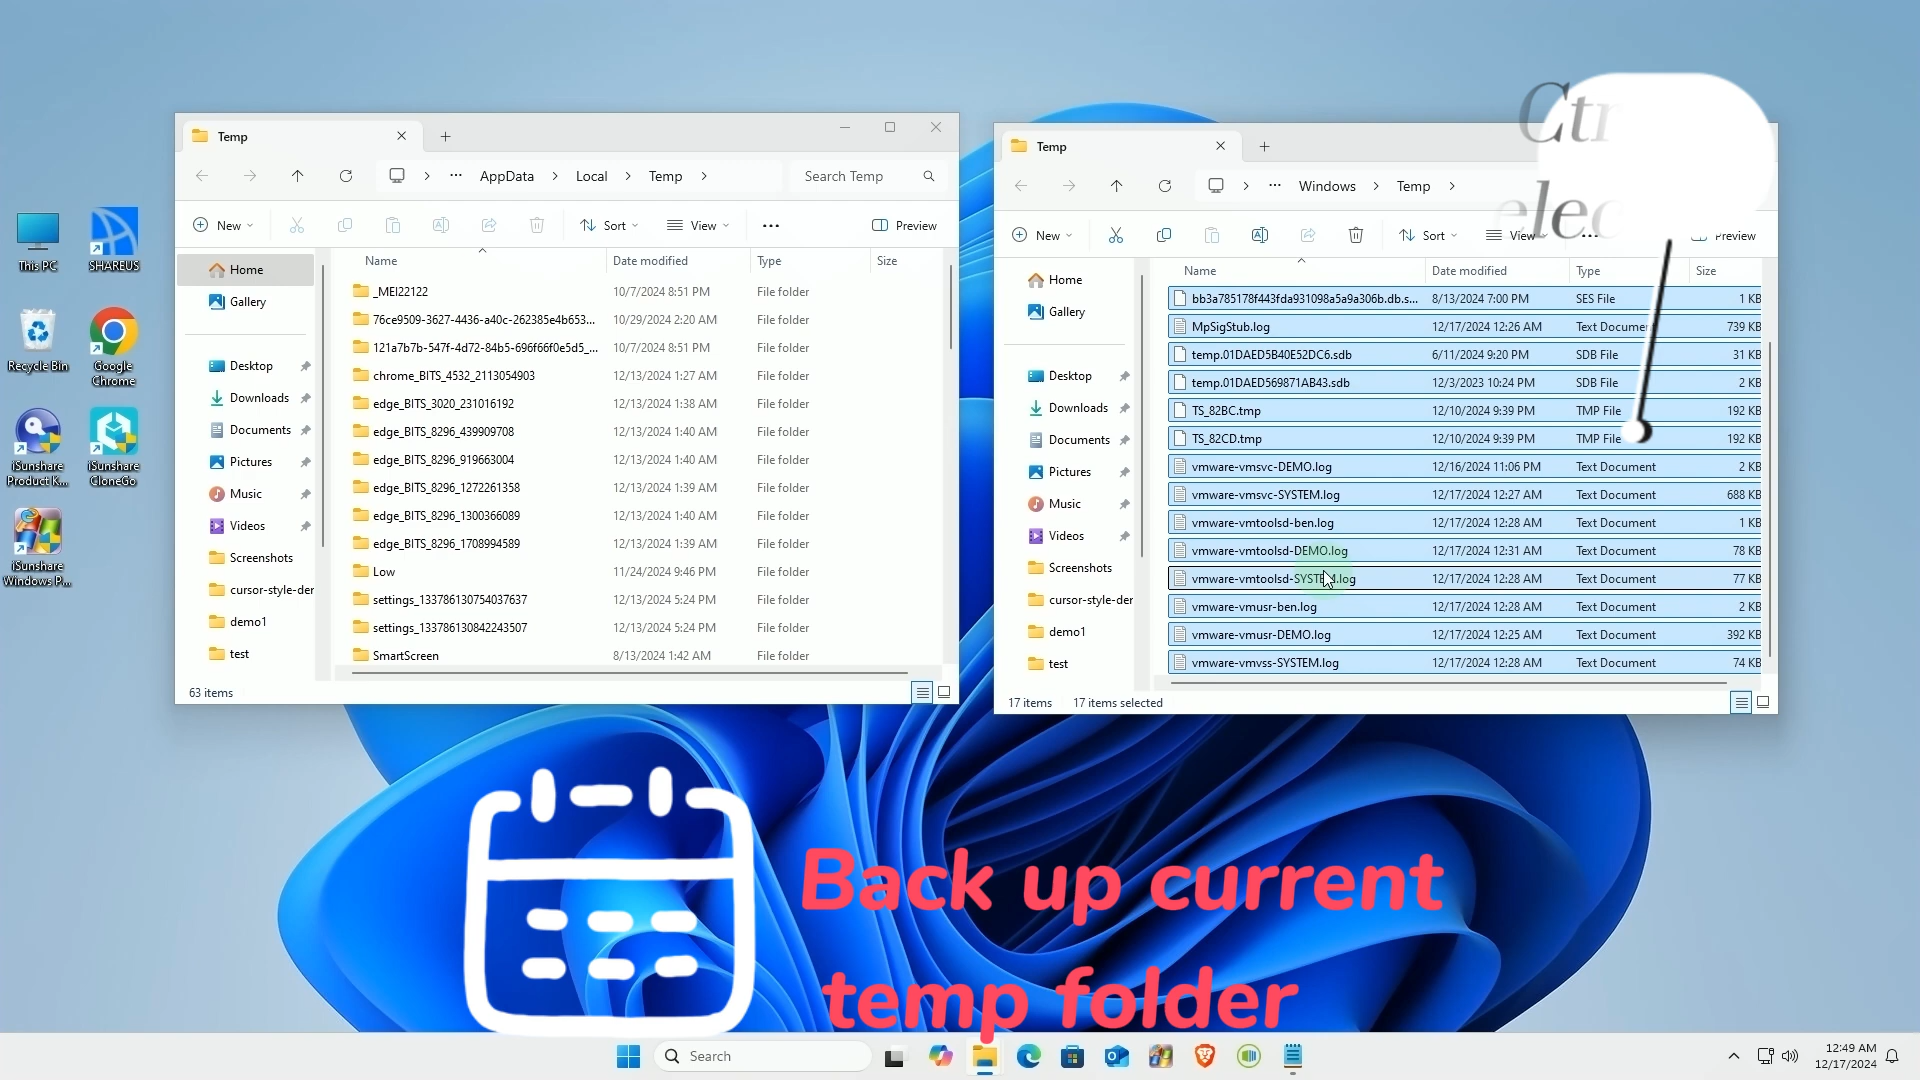 This PC
SHAREUS
Recycle Bin
Google
Chrome
iSunshare
Product K...
iSunshare
CloneGo
iSunshare
Windows P...
Temp
AppData
Local
Temp
Search Temp
New
Sort
View
Preview
Home
Gallery
Desktop
Downloads
Documents
Pictures
Music
Videos
Screenshots
cursor-style-der
demo1
test
Name Date modified Type Size
_MEI22122 10/7/2024 8:51 PM File folder
76ce9509-3627-4436-a40c-262385e4b653... 10/29/2024 2:20 AM File folder
121a7b7b-547f-4d72-84b5-696f66f0e5d5_... 10/7/2024 8:51 PM File folder
chrome_BITS_4532_2113054903 12/13/2024 1:27 AM File folder
edge_BITS_3020_231016192 12/13/2024 1:38 AM File folder
edge_BITS_8296_439909708 12/13/2024 1:40 AM File folder
edge_BITS_8296_919663004 12/13/2024 1:40 AM File folder
edge_BITS_8296_1272261358 12/13/2024 1:39 AM File folder
edge_BITS_8296_1300366089 12/13/2024 1:40 AM File folder
edge_BITS_8296_1708994589 12/13/2024 1:39 AM File folder
Low 11/24/2024 9:46 PM File folder
settings_133786130754037637 12/13/2024 5:24 PM File folder
settings_133786130842243507 12/13/2024 5:24 PM File folder
SmartScreen 8/13/2024 1:42 AM File folder
63 items
Temp
Windows
Temp
New
Sort
View
Preview
Home
Gallery
Desktop
Downloads
Documents
Pictures
Music
Videos
Screenshots
cursor-style-der
demo1
test
Name Date modified Type Size
bb3a785178f443fda931098a5a9a306b.db.s... 8/13/2024 7:00 PM SES File 1 KB
MpSigStub.log 12/17/2024 12:26 AM Text Document 739 KB
temp.01DAED5B40E52DC6.sdb 6/11/2024 9:20 PM SDB File 31 KB
temp.01DAED569871AB43.sdb 12/3/2023 10:24 PM SDB File 2 KB
TS_82BC.tmp 12/10/2024 9:39 PM TMP File 192 KB
TS_82CD.tmp 12/10/2024 9:39 PM TMP File 192 KB
vmware-vmsvc-DEMO.log 12/16/2024 11:06 PM Text Document 2 KB
vmware-vmsvc-SYSTEM.log 12/17/2024 12:27 AM Text Document 688 KB
vmware-vmtoolsd-ben.log 12/17/2024 12:28 AM Text Document 1 KB
vmware-vmtoolsd-DEMO.log 12/17/2024 12:31 AM Text Document 78 KB
vmware-vmtoolsd-SYSTEM.log 12/17/2024 12:28 AM Text Document 77 KB
vmware-vmusr-ben.log 12/17/2024 12:28 AM Text Document 2 KB
vmware-vmusr-DEMO.log 12/17/2024 12:25 AM Text Document 392 KB
vmware-vmvss-SYSTEM.log 12/17/2024 12:28 AM Text Document 74 KB
17 items 17 items selected
Back up current
temp folder
Search
12:49 AM
12/17/2024